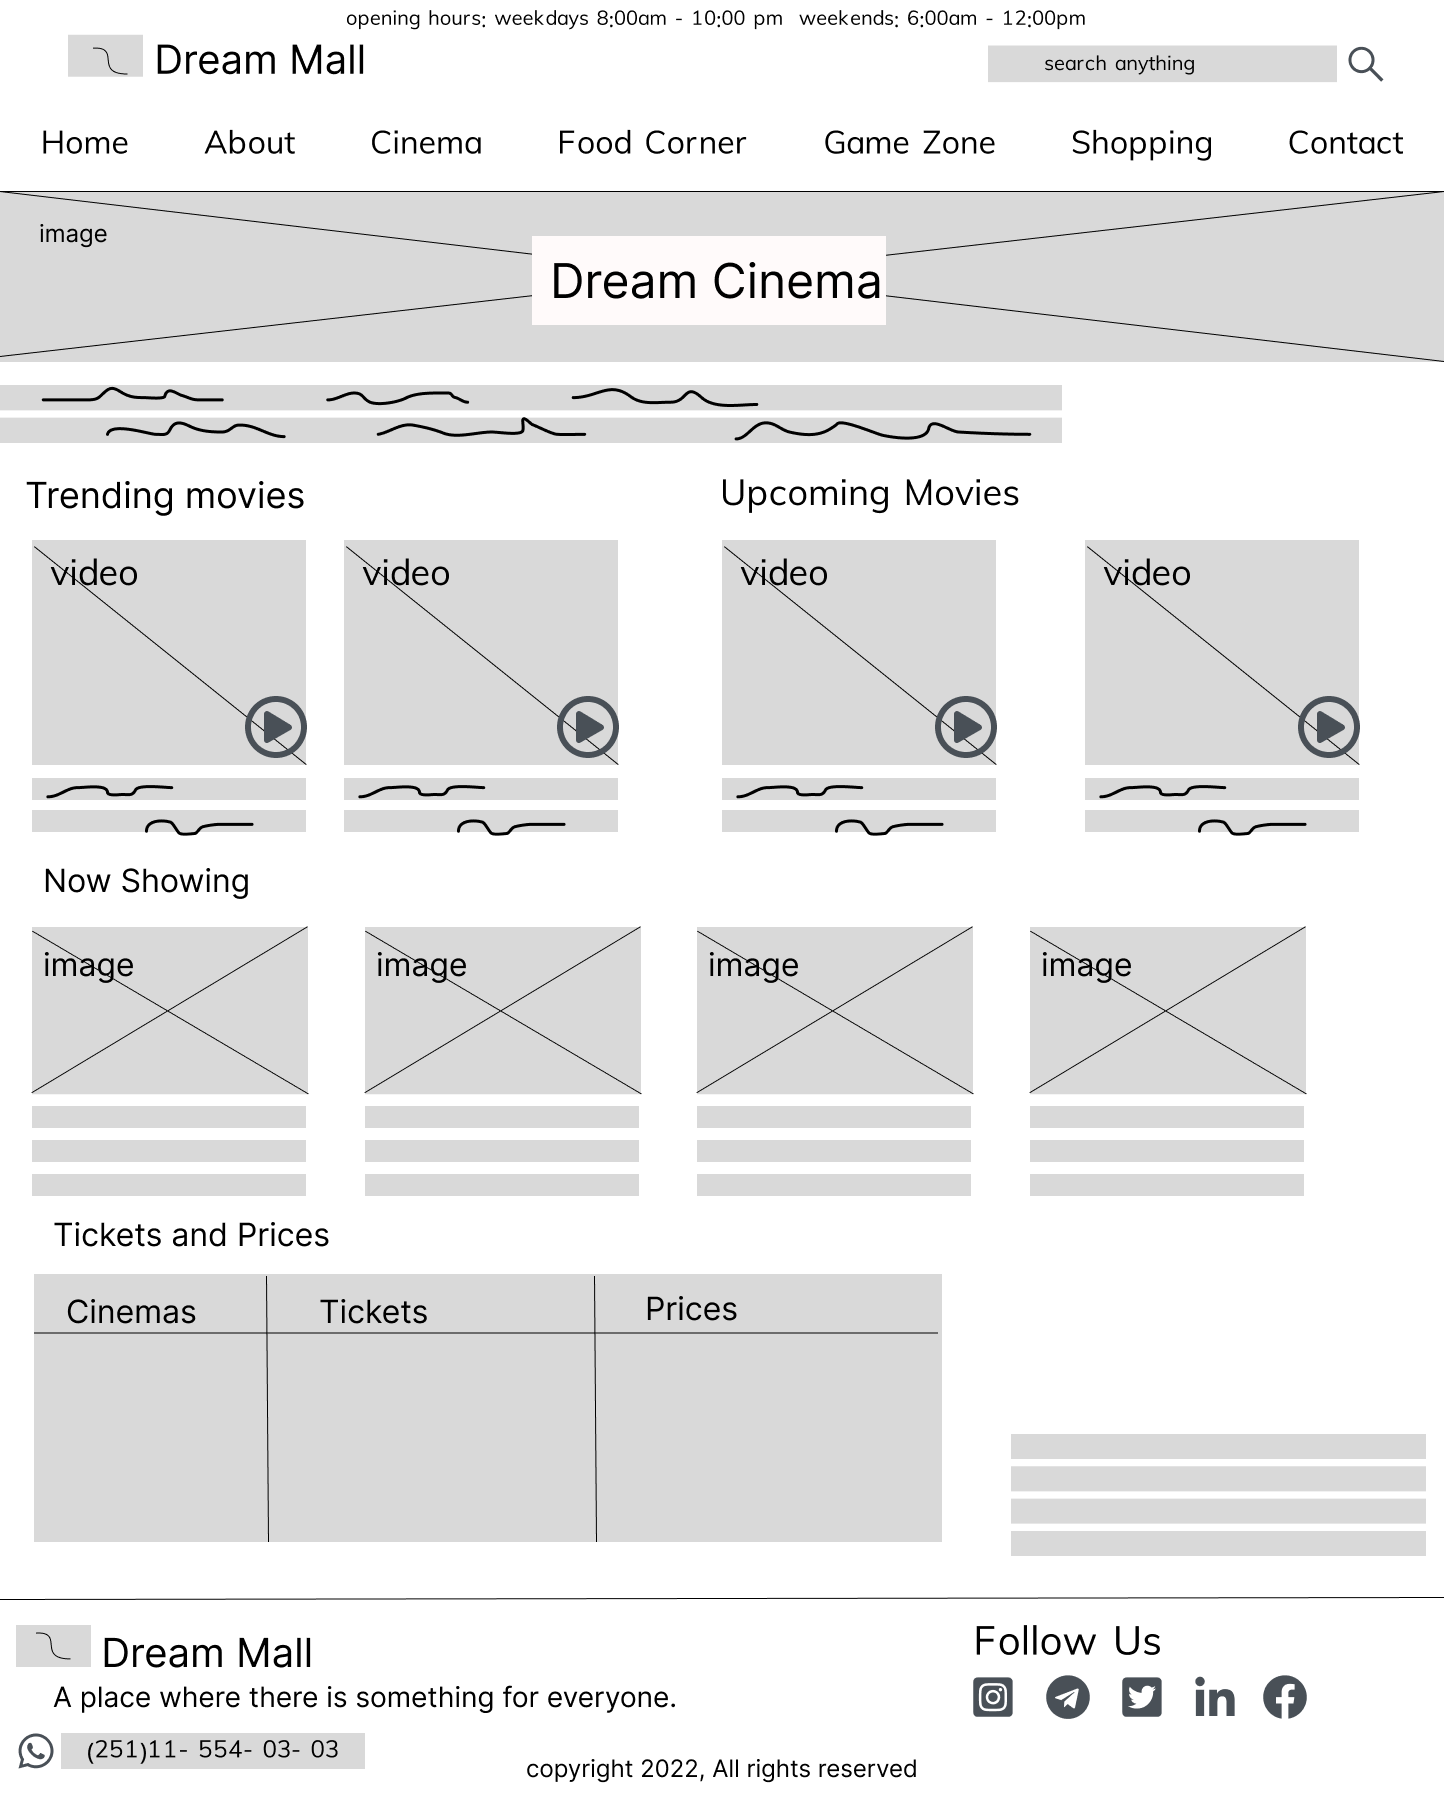 opening hours: weekdays 8:00am - 10:00 pm weekends: 6:00am - 12:00pm
Dream Mall
search anything
Home About Cinema Food Corner Game Zone Shopping Contact
image
Dream Cinema
Trending movies Upcoming Movies
video video video video
Now Showing
image image image image
Tickets and Prices
Cinemas Tickets Prices
Dream Mall
Follow Us
A place where there is something for everyone.
(251)11- 554- 03- 03
copyright 2022, All rights reserved